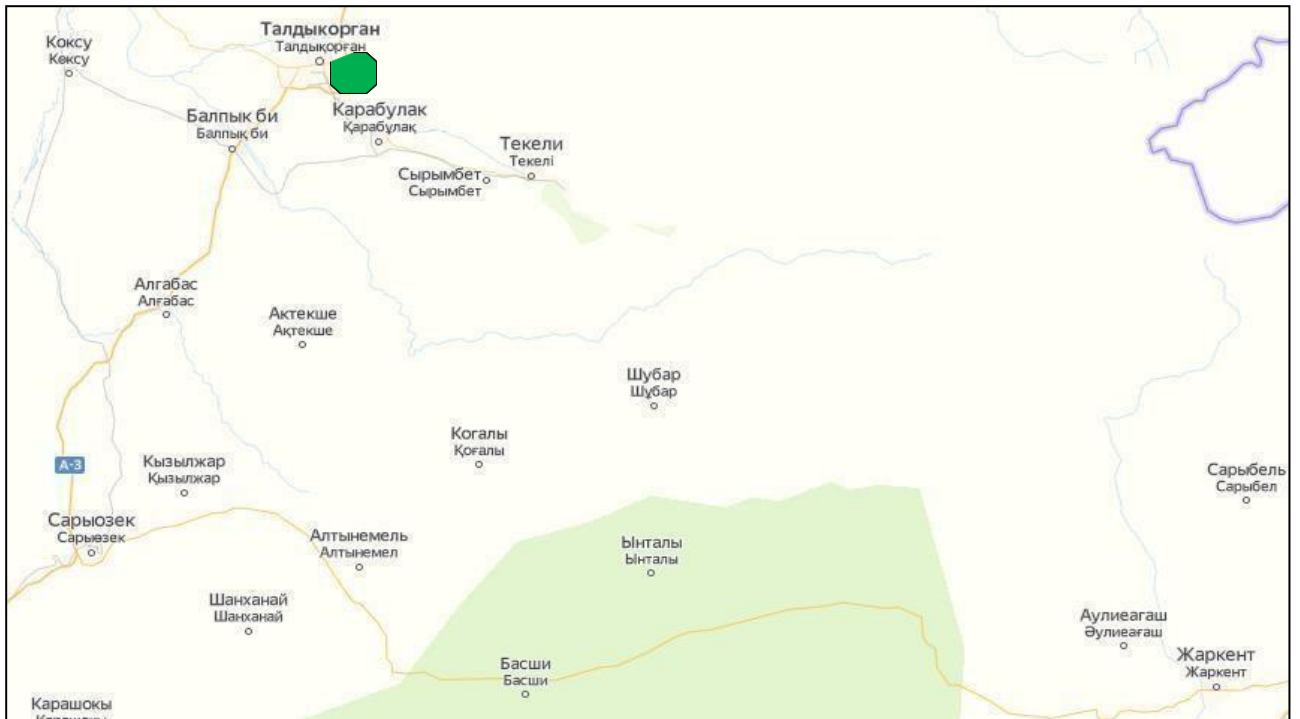 Талдыкорган
Талдықорған
Коксу
Көксу
Балпык би
Балпық би
Карабулак
Қарабұлақ
Текели
Текелі
Сырымбет
Сырымбет
Алгабас
Алғабас
Актекше
Ақтекше
Шубар
Шұбар
Когалы
Қоғалы
А-3
Кызылжар
Қызылжар
Сарыбель
Сарыбел
Сарыозек
Сарыөзек
Алтынемель
Алтынемел
Ынталы
Ынталы
Шанханай
Шанханай
Аулиеагаш
Әулиеағаш
Басши
Басши
Жаркент
Жаркент
Карашокы